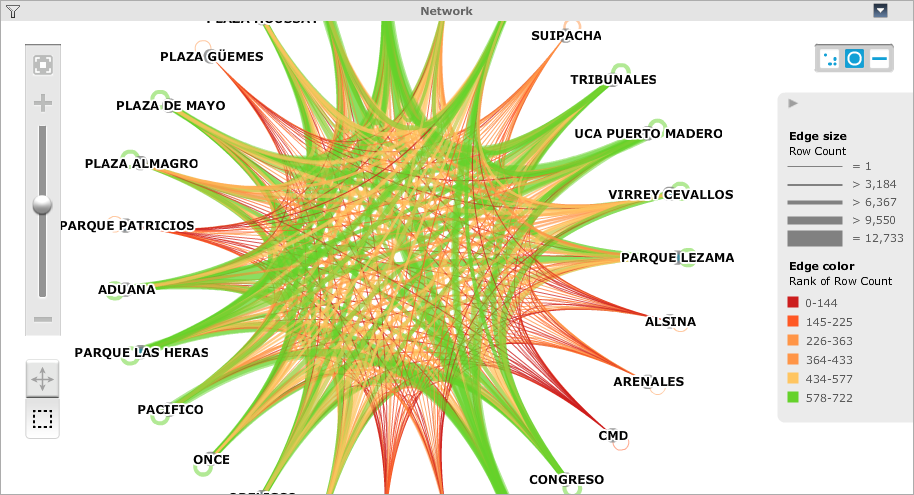 Network
PLAZA HOUSSAY
SUIPACHA
PLAZA GÜEMES
TRIBUNALES
PLAZA DE MAYO
UCA PUERTO MADERO
PLAZA ALMAGRO
VIRREY CEVALLOS
PARQUE PATRICIOS
PARQUE LEZAMA
ADUANA
ALSINA
PARQUE LAS HERAS
ARENALES
PACIFICO
CMD
ONCE
CONGRESO
Edge size
Row Count
= 1
> 3,184
> 6,367
> 9,550
= 12,733
Edge color
Rank of Row Count
0-144
145-225
226-363
364-433
434-577
578-722